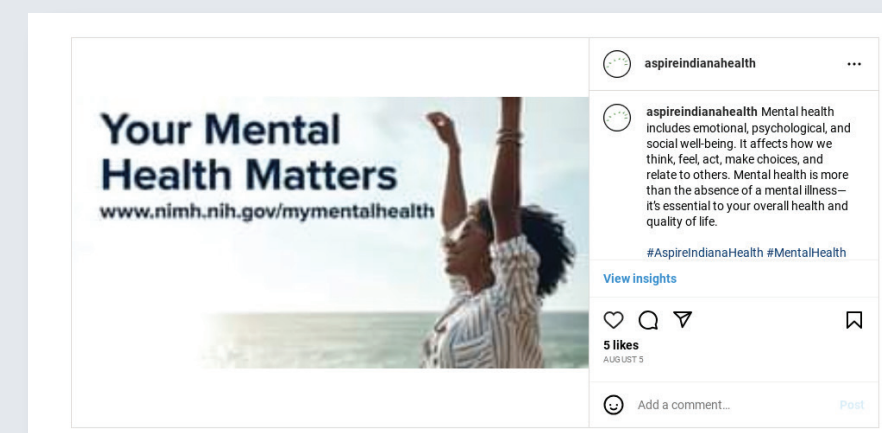 Your Mental
Health Matters
www.nimh.nih.gov/mymentalhealth
aspireindianahealth
aspireindianahealth Mental health
includes emotional, psychological, and
social well-being. It affects how we
think, feel, act, make choices, and
relate to others. Mental health is more
than the absence of a mental illness—
it's essential to your overall health and
quality of life.
#AspireIndianaHealth #MentalHealth
View insights
5 likes
AUGUST 5
Add a comment...
Post